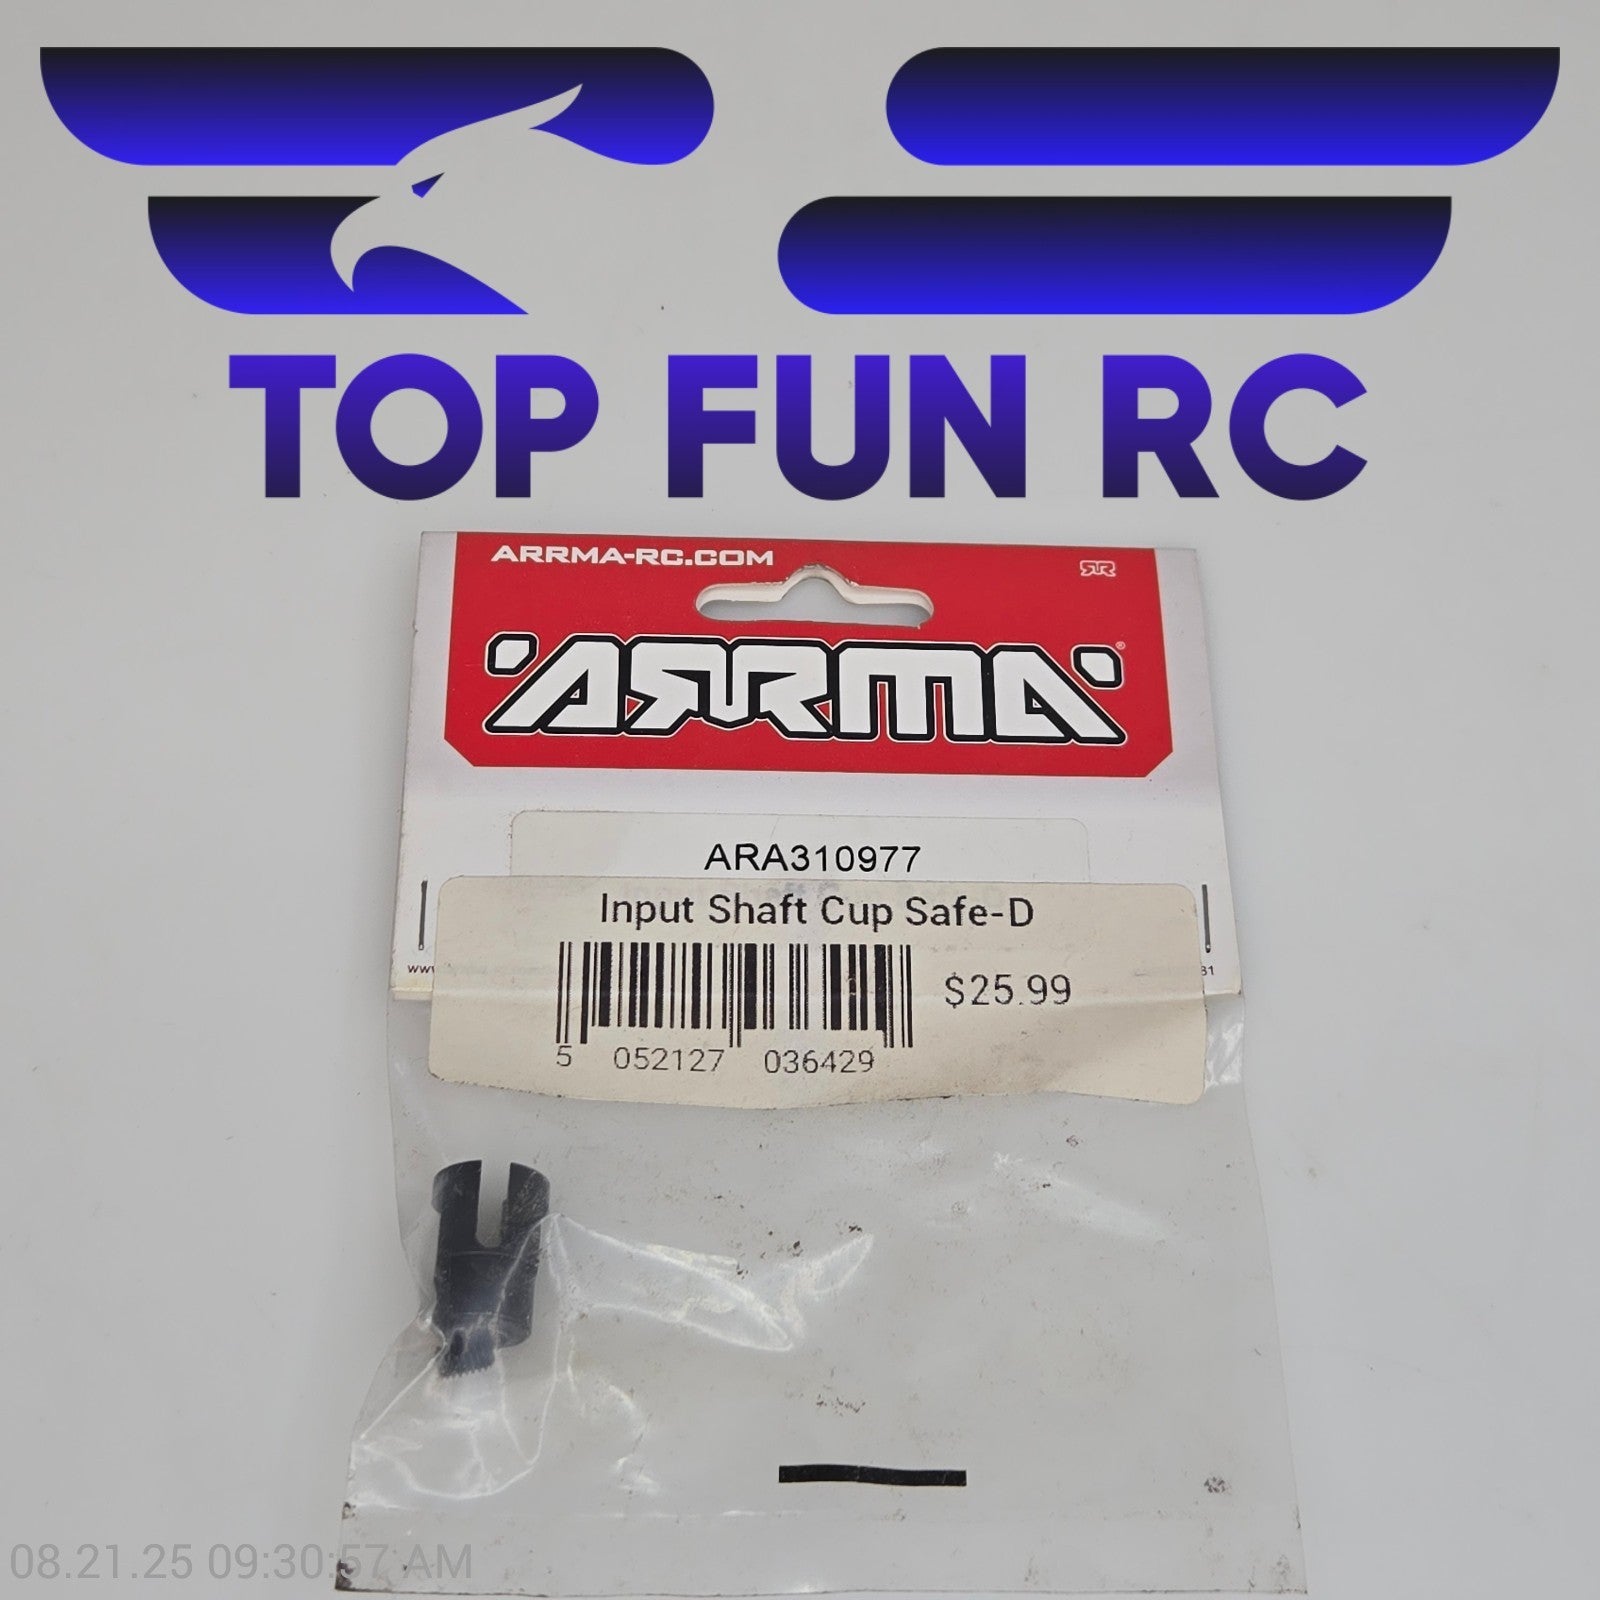 TOP FUN RC
ARRMA-RC.COM
ARRMA®
ARA310977
Input Shaft Cup Safe-D
$25.99
5 052127 036429
08.21.25 09:30:57 AM